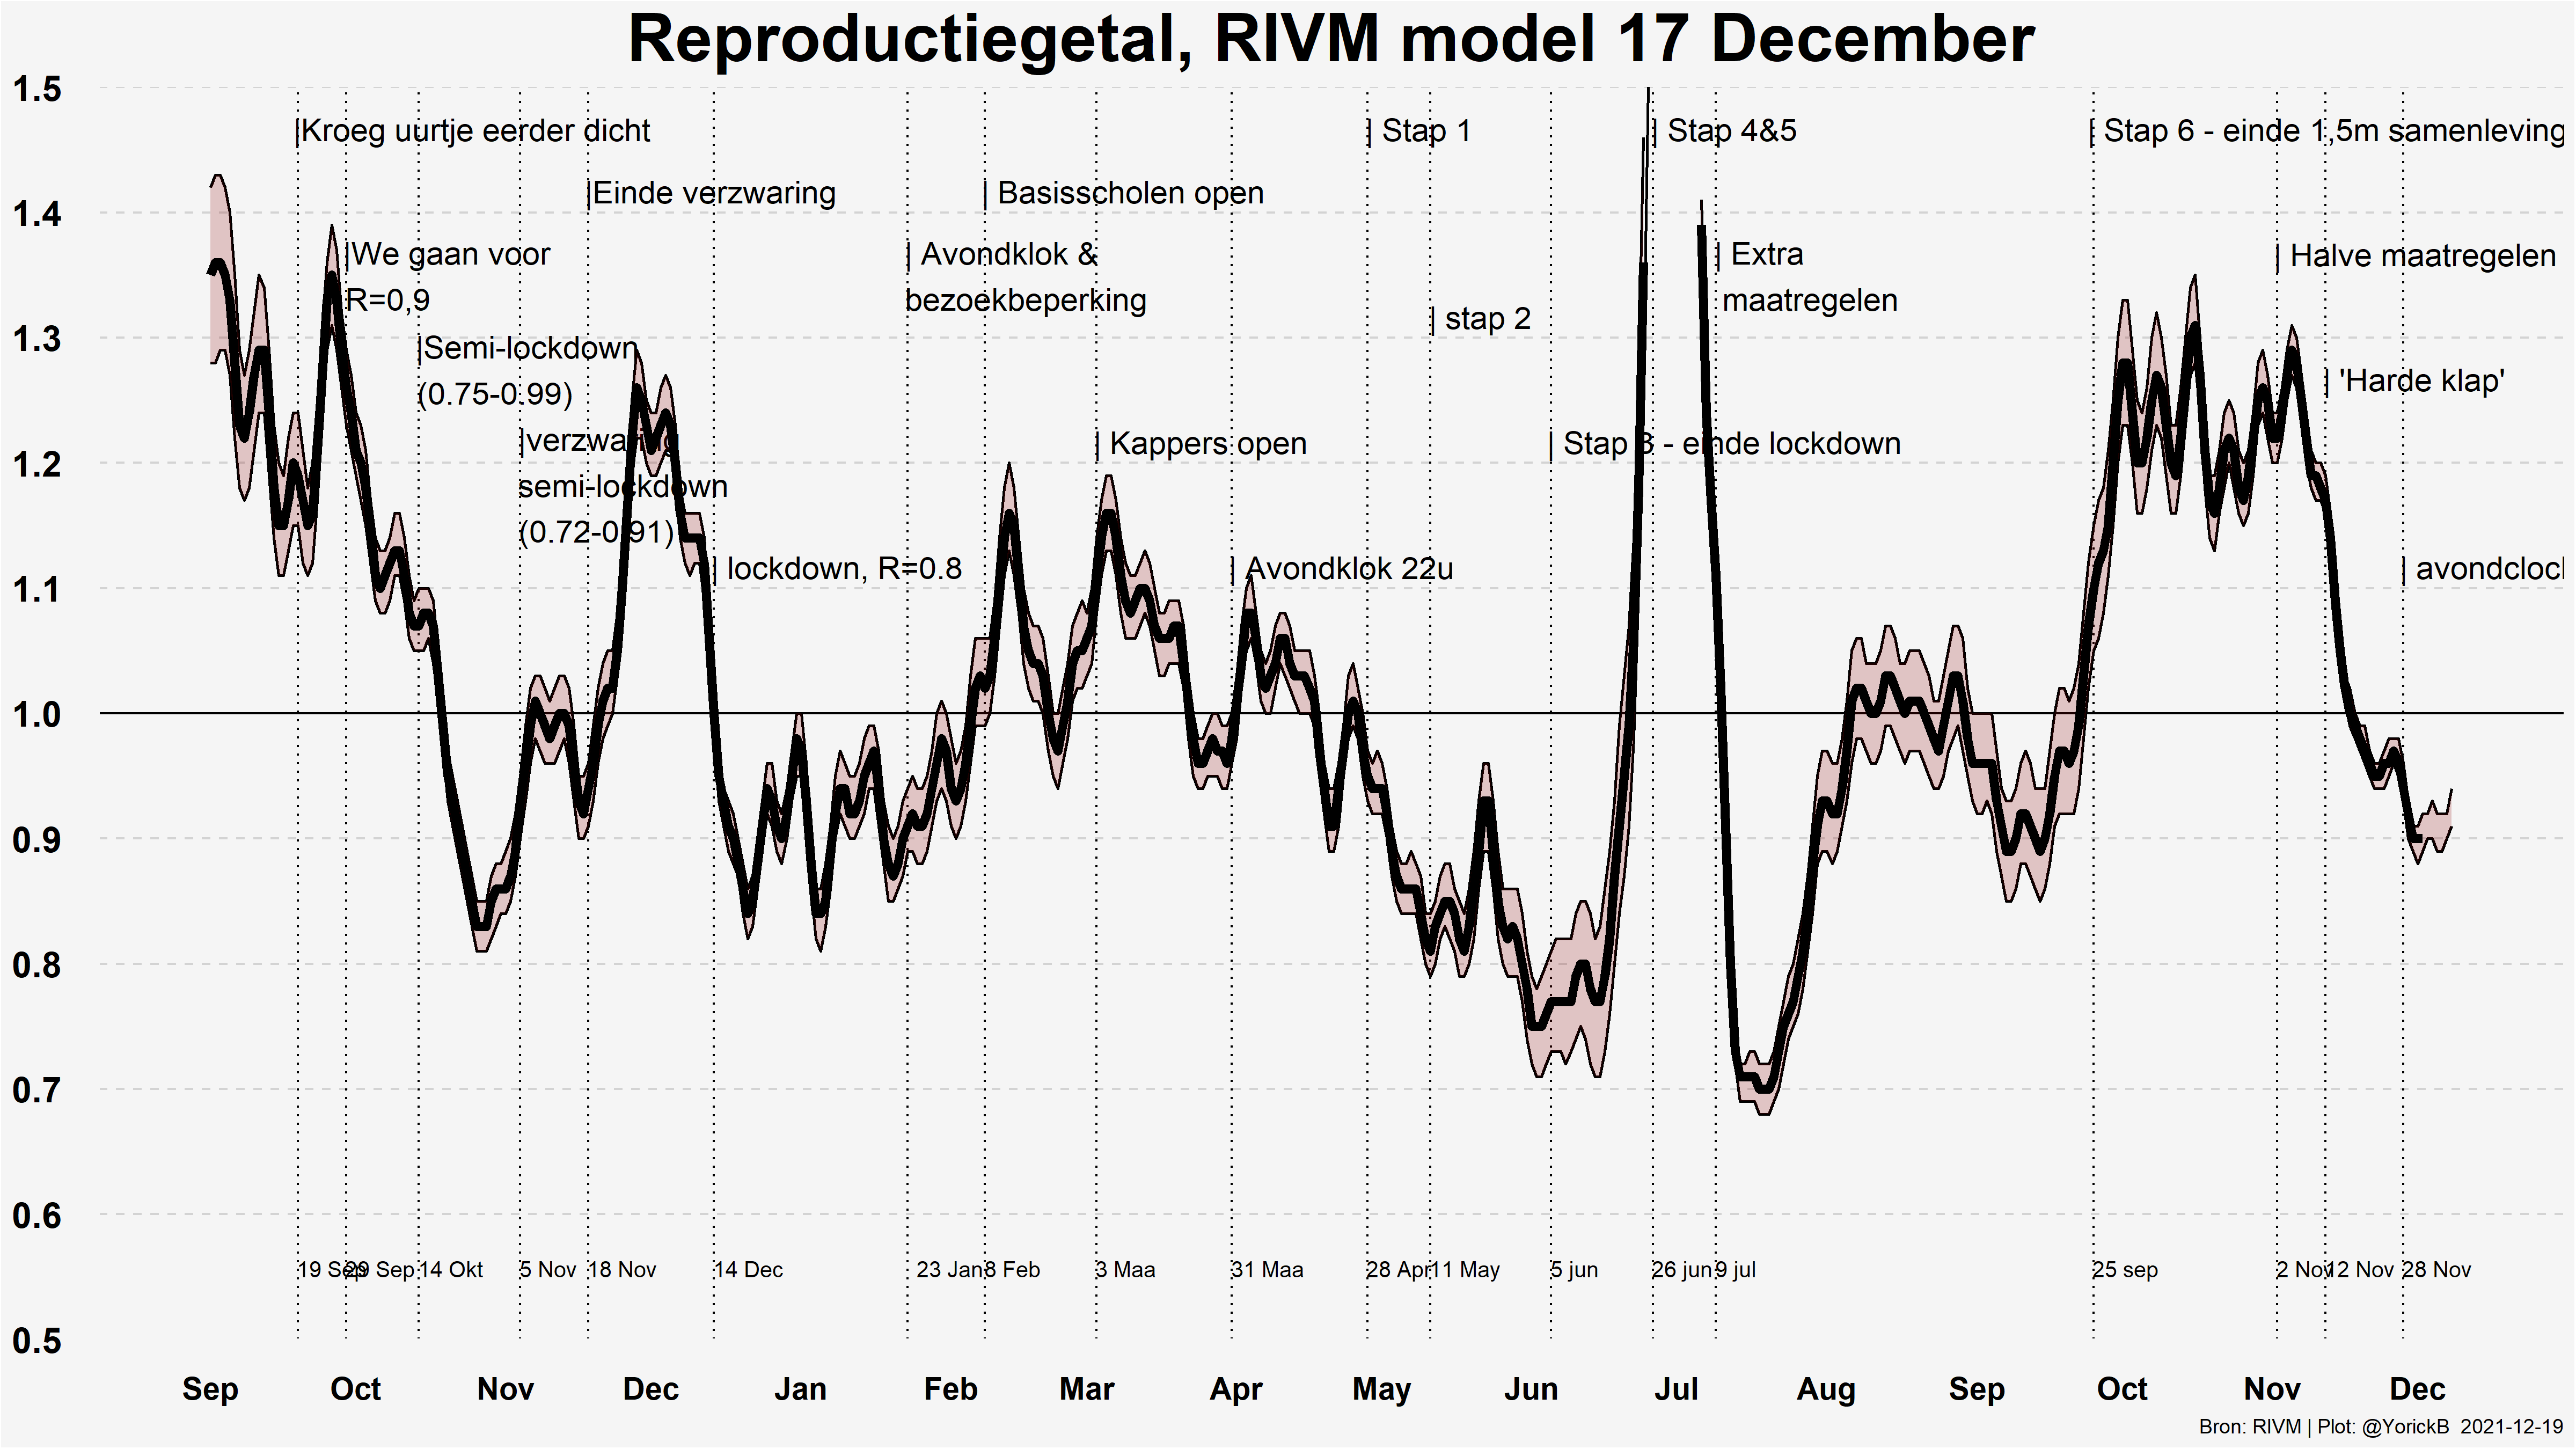 Reproductiegetal, RIVM model 17 December
1.5
1.4
1.3
1.2
1.1
1.0
0.9
0.8
0.7
0.6
0.5
|Kroeg uurtje eerder dicht
|We gaan voor
R=0,9
|Semi-lockdown
(0.75-0.99)
|verzwaring
semi-lockdown
(0.72-0.91)
|Einde verzwaring
| lockdown, R=0.8
| Avondklok &
bezoekbeperking
| Basisscholen open
| Kappers open
| Avondklok 22u
| Stap 1
| stap 2
| Stap 3 - einde lockdown
| Stap 4&5
| Extra
maatregelen
| Stap 6 - einde 1,5m samenleving
| Halve maatregelen
| 'Harde klap'
| avondclock
19 Sep
29 Sep
14 Okt
5 Nov
18 Nov
14 Dec
23 Jan
8 Feb
3 Maa
31 Maa
28 Apr
11 May
5 jun
26 jun
9 jul
25 sep
2 Nov
12 Nov
28 Nov
Sep Oct Nov Dec Jan Feb Mar Apr May Jun Jul Aug Sep Oct Nov Dec
Bron: RIVM | Plot: @YorickB 2021-12-19